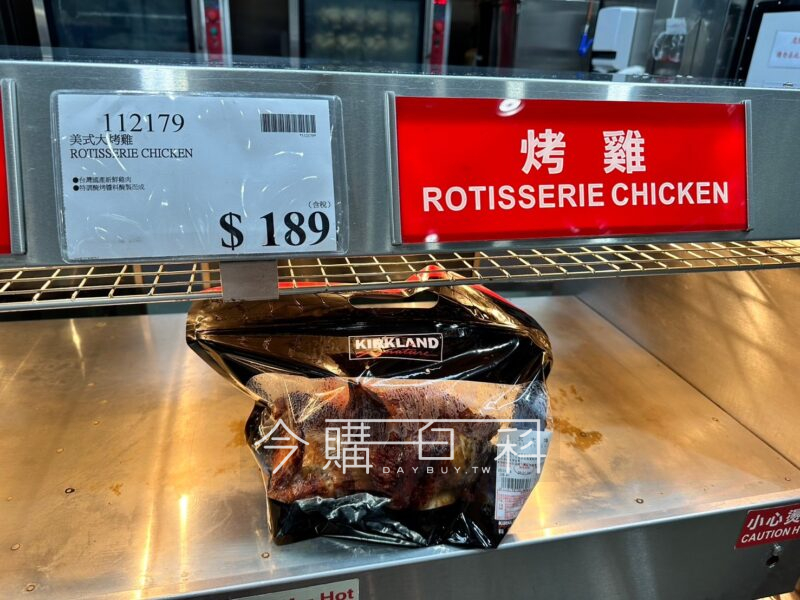 112179
美式大烤雞
ROTISSERIE CHICKEN
●台灣國產新鮮雞肉
●特調醃烤醬料醃製而成
(含稅)
$ 189
烤 雞
ROTISSERIE CHICKEN
KIRKLAND
Signature
今購百科
DAYBUY.TW
小心燙
CAUTION H
Hot